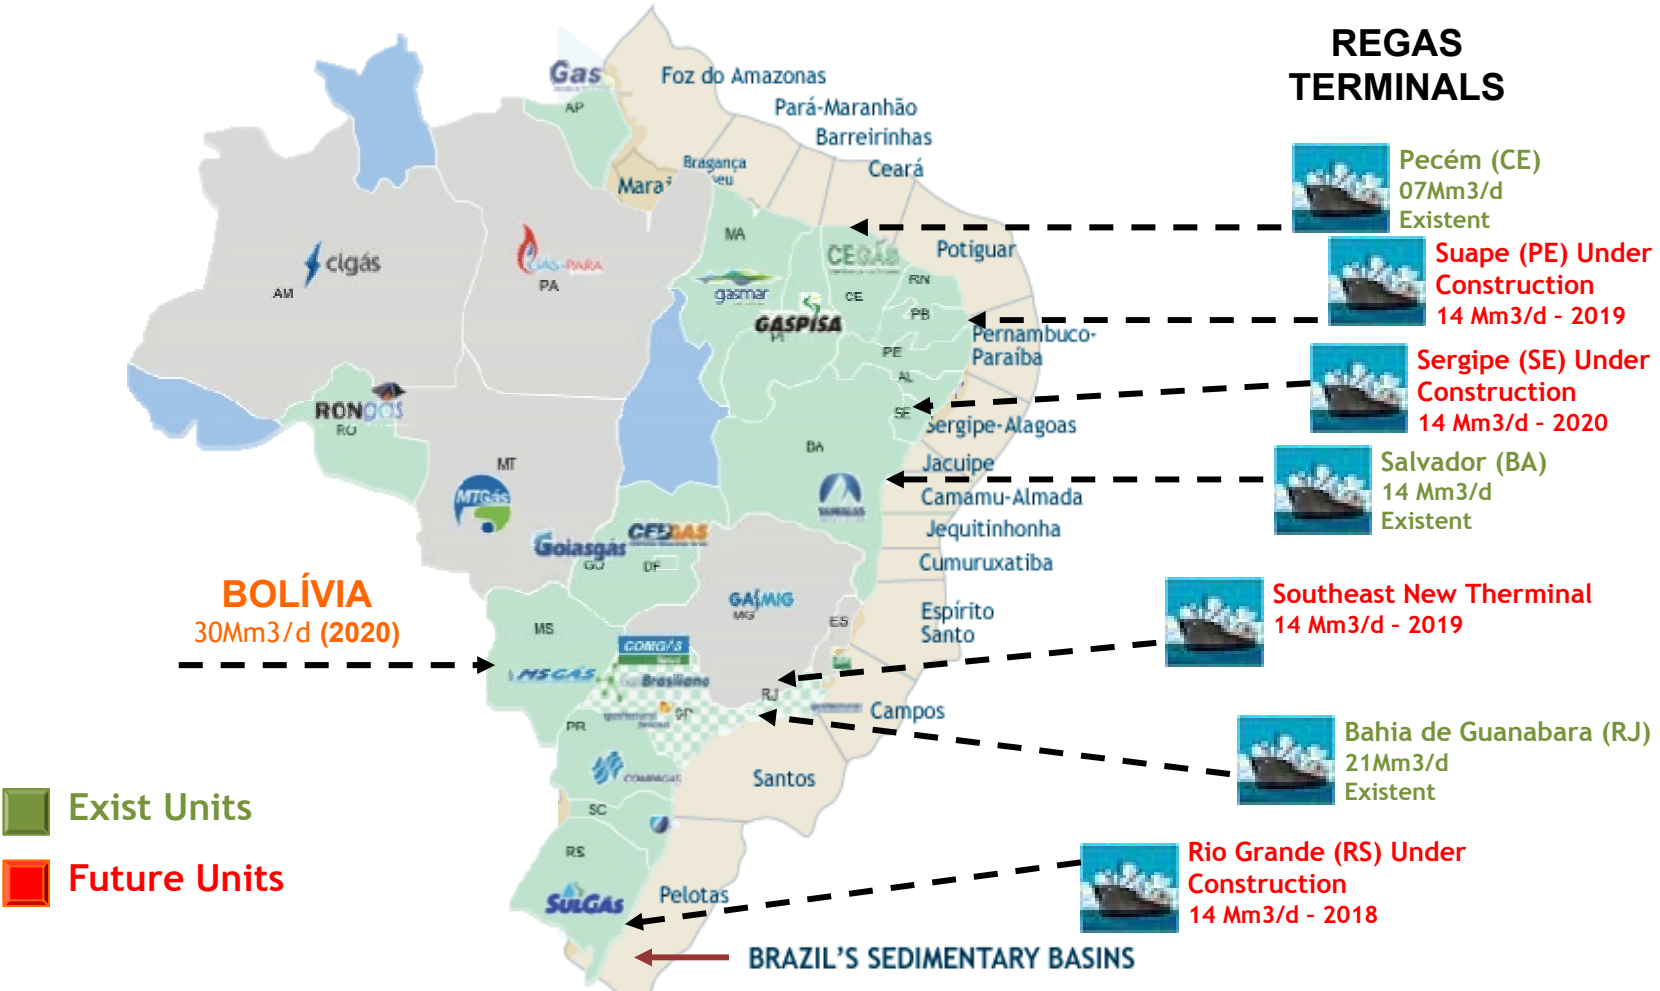 REGAS
TERMINALS
Gas
AP
Foz do Amazonas
Pará-Maranhão
Barreirinhas
Ceará
Bragança
Pecém (CE)
07Mm3/d
Existent
MA
CEGÁS
Potiguar
Suape (PE) Under
Construction
14 Mm3/d - 2019
cigás
AM
PA
gasmar
GASPISA
CE
RN
PB
PE
AL
SE
Pernambuco-
Paraíba
Sergipe (SE) Under
Construction
14 Mm3/d - 2020
RONGÁS
RO
Sergipe-Alagoas
BA
MT
MTGás
Jacuipe
Camamu-Almada
Jequitinhonha
Cumuruxatiba
Salvador (BA)
14 Mm3/d
Existent
Goiasgás
GO
CEBGAS
DF
BOLÍVIA
30Mm3/d (2020)
GASMIG
MG
ES
Espírito
Santo
Southeast New Therminal
14 Mm3/d - 2019
MS
MSGÁS
COMGÁS
Brasiliano
RJ
SP
Campos
Bahia de Guanabara (RJ)
21Mm3/d
Existent
PR
COMPAGAS
Santos
Exist Units
SC
RS
SULGÁS
Pelotas
Rio Grande (RS) Under
Construction
14 Mm3/d - 2018
Future Units
BRAZIL’S SEDIMENTARY BASINS